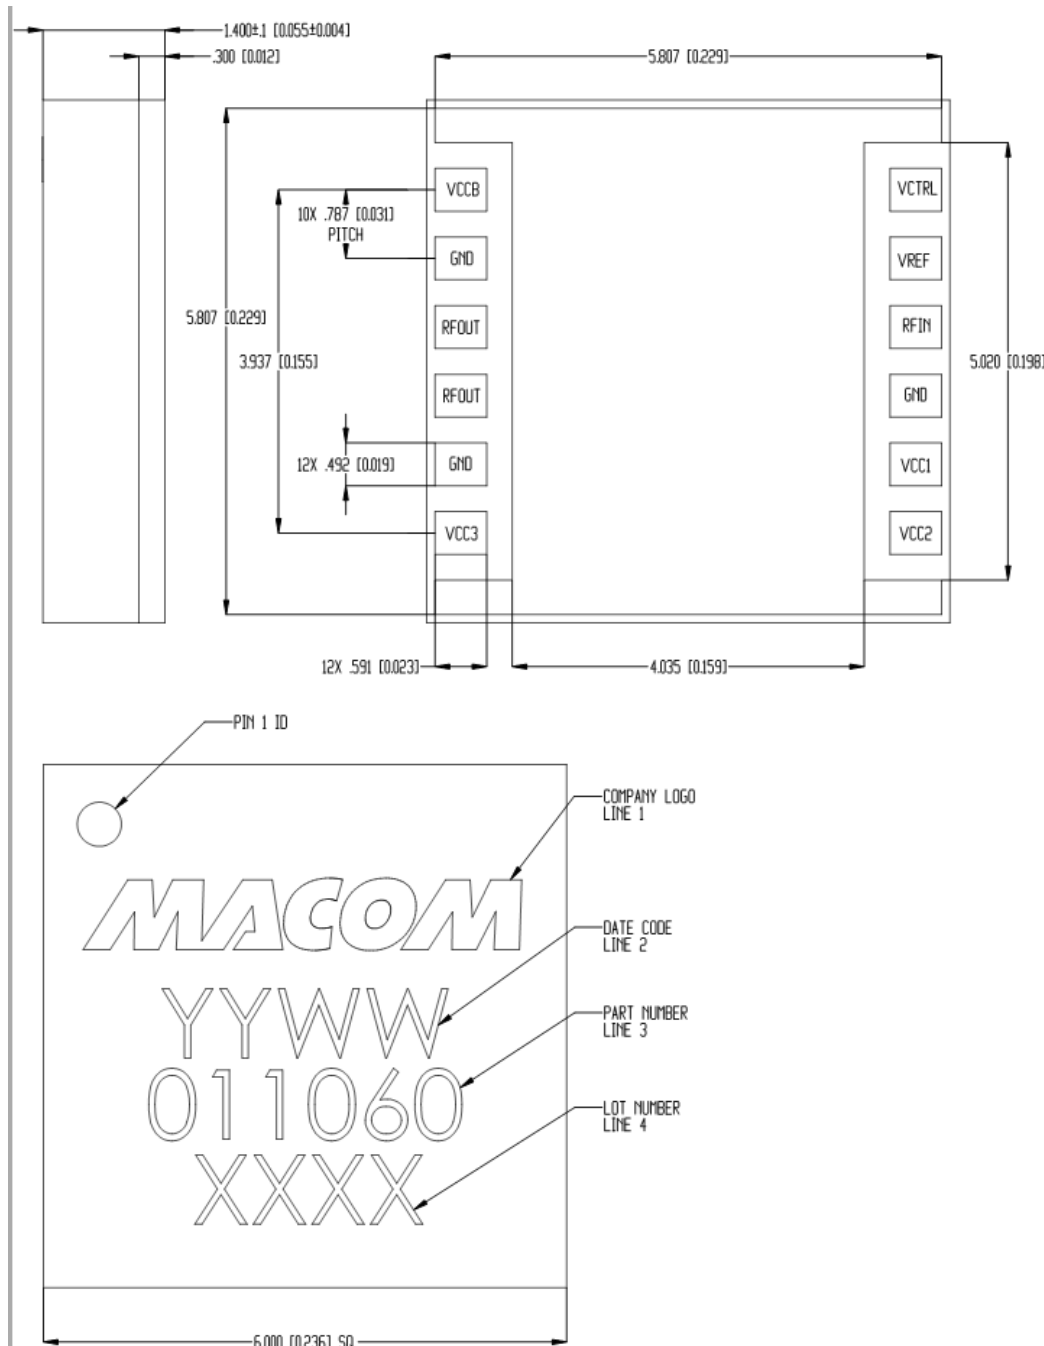 1.400±.1 [0.055±0.004]
.300 [0.012]
5.807 [0.229]
VCCB
VCTRL
10X .787 [0.031]
PITCH
GND
VREF
5.807 [0.229]
RFOUT
RFIN
3.937 [0.155]
5.020 [0.198]
RFOUT
GND
12X .492 [0.019]
GND
VCC1
VCC3
VCC2
12X .591 [0.023]
4.035 [0.159]
PIN 1 ID
COMPANY LOGO
LINE 1
MACOM
DATE CODE
LINE 2
YYWW
PART NUMBER
LINE 3
011060
LOT NUMBER
LINE 4
XXXX
6.000 [0.236] SQ